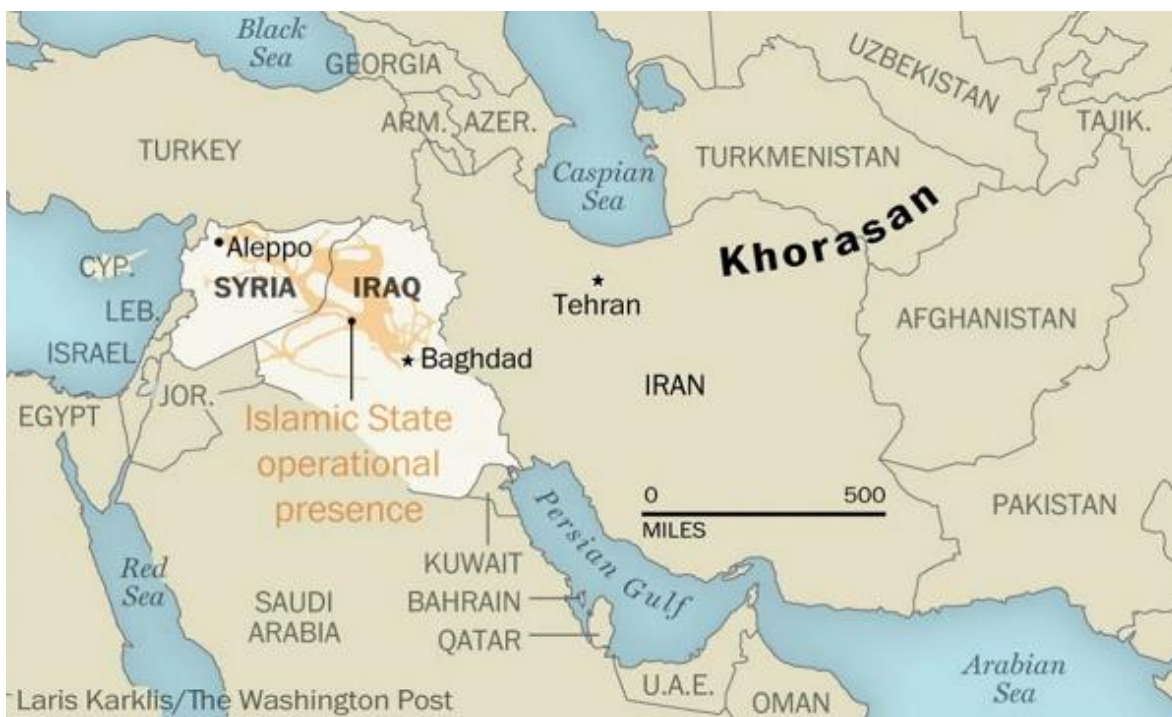 Black
Sea
GEORGIA
UZBEKISTAN
ARM.
AZER.
TAJIK.
TURKEY
Caspian
Sea
TURKMENISTAN
Khorasan
Aleppo
CYP.
SYRIA
IRAQ
Tehran
LEB.
AFGHANISTAN
ISRAEL
Baghdad
JOR.
IRAN
EGYPT
Islamic State
operational
presence
0 500
MILES
PAKISTAN
Persian Gulf
KUWAIT
Red
Sea
SAUDI
ARABIA
BAHRAIN
QATAR
U.A.E.
OMAN
Arabian
Sea
Laris Karklis/The Washington Post